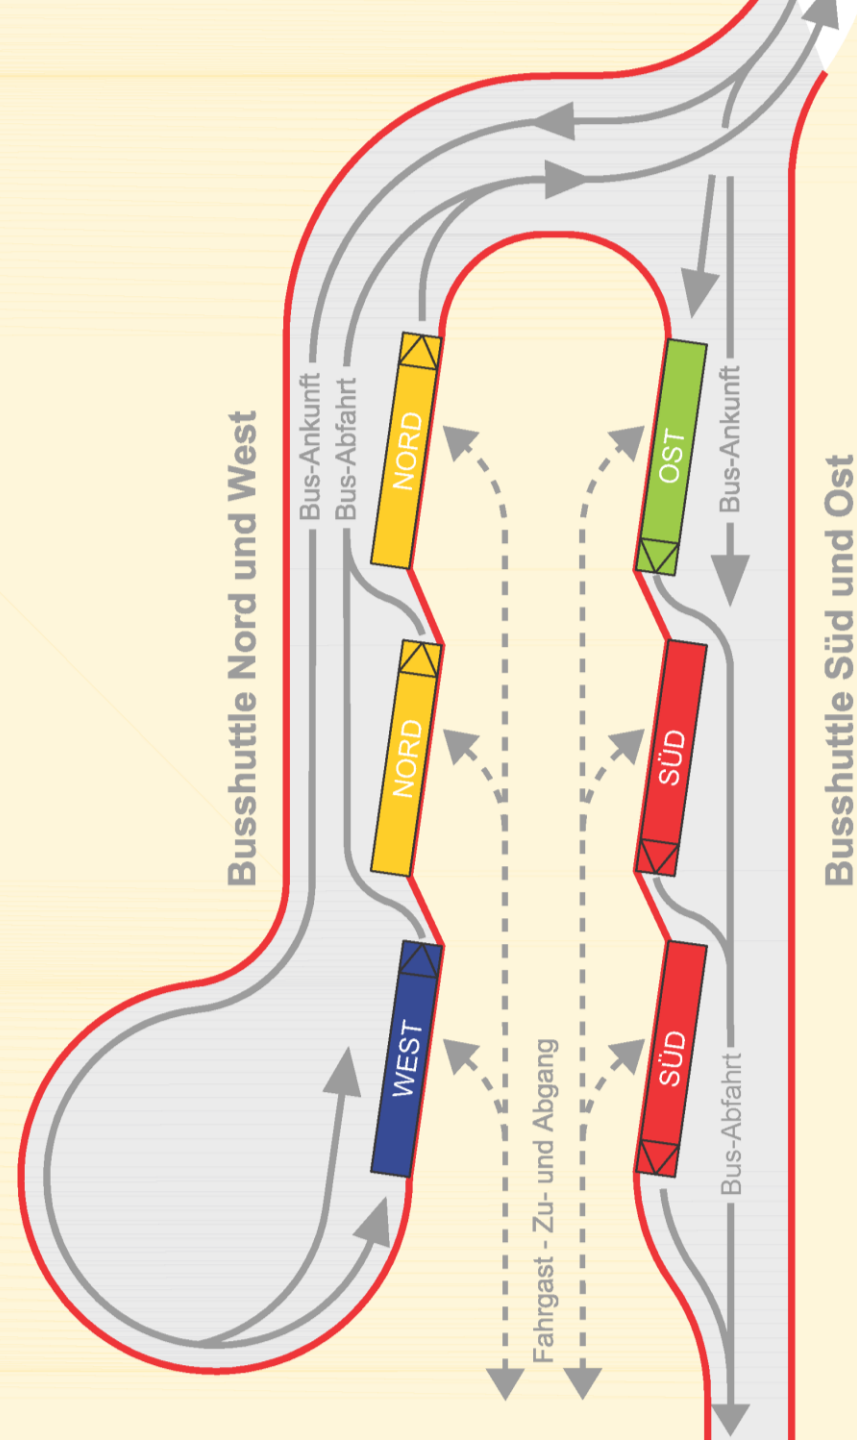 Busshuttle Nord und West
Bus-Ankunft
Bus-Abfahrt
NORD
NORD
WEST
Fahrgast - Zu- und Abgang
OST
SÜD
SÜD
Bus-Ankunft
Bus-Abfahrt
Busshuttle Süd und Ost